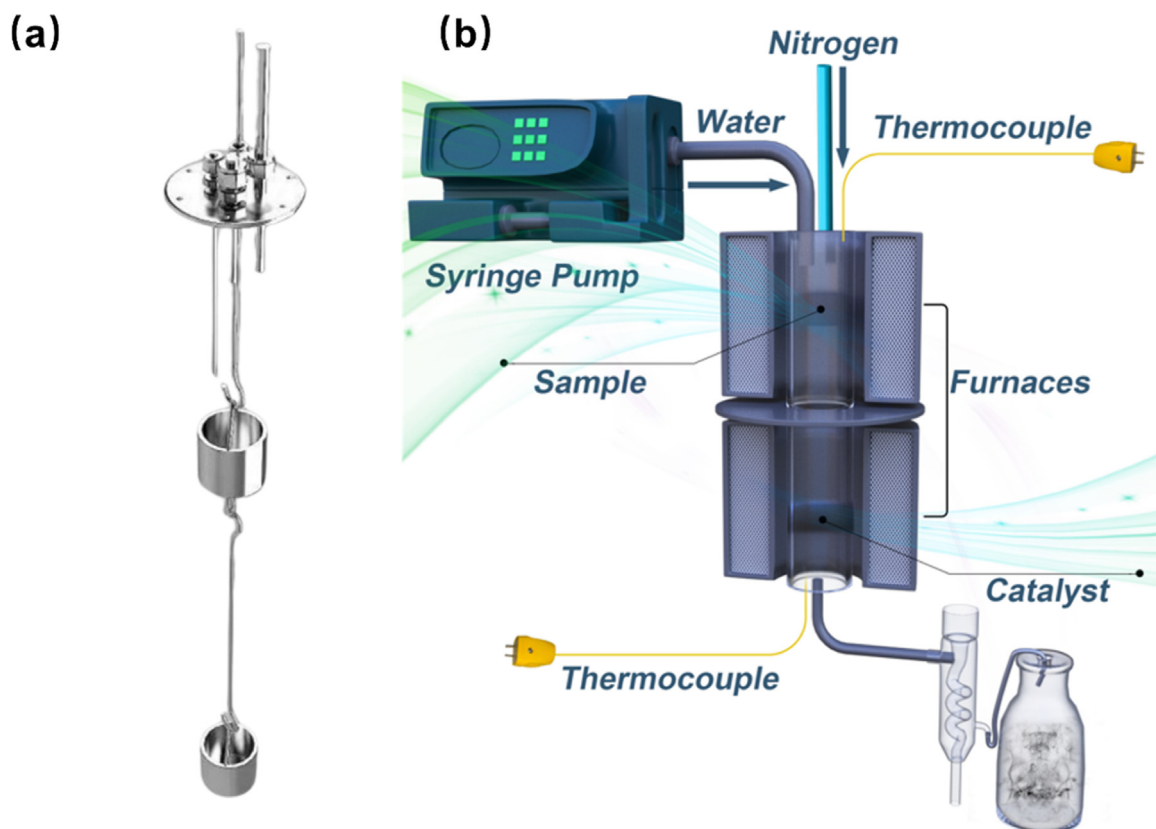 (a)
(b)
Nitrogen
Water
Thermocouple
Syringe Pump
Sample
Furnaces
Catalyst
Thermocouple